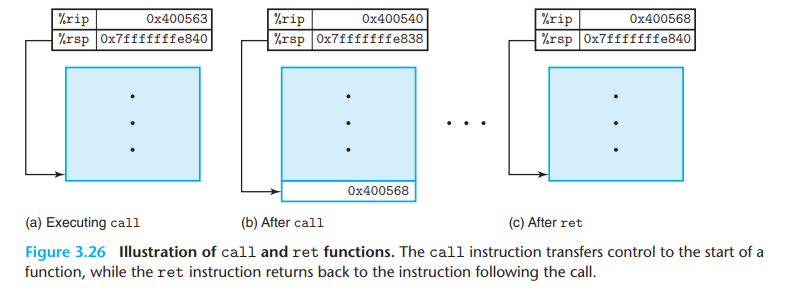 %rip 0x400563
%rsp 0x7fffffffe840
%rip 0x400540
%rsp 0x7fffffffe838
0x400568
%rip 0x400568
%rsp 0x7fffffffe840
(a) Executing call
(b) After call
(c) After ret
Figure 3.26 Illustration of call and ret functions. The call instruction transfers control to the start of a
function, while the ret instruction returns back to the instruction following the call.